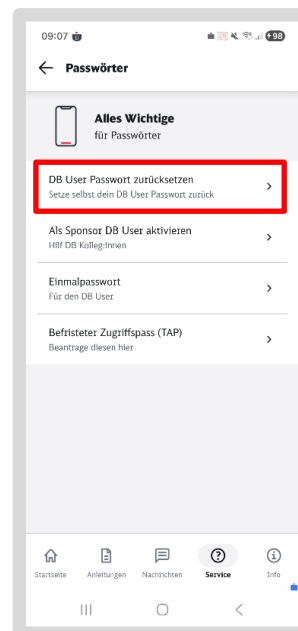 09:07
98
Passwörter
Alles Wichtige
für Passwörter
DB User Passwort zurücksetzen
Setze selbst dein DB User Passwort zurück
Als Sponsor DB User aktivieren
Hilf DB Kolleg:innen
Einmalpasswort
Für den DB User
Befristeter Zugriffspass (TAP)
Beantrage diesen hier
Startseite Anleitungen Nachrichten Service Info